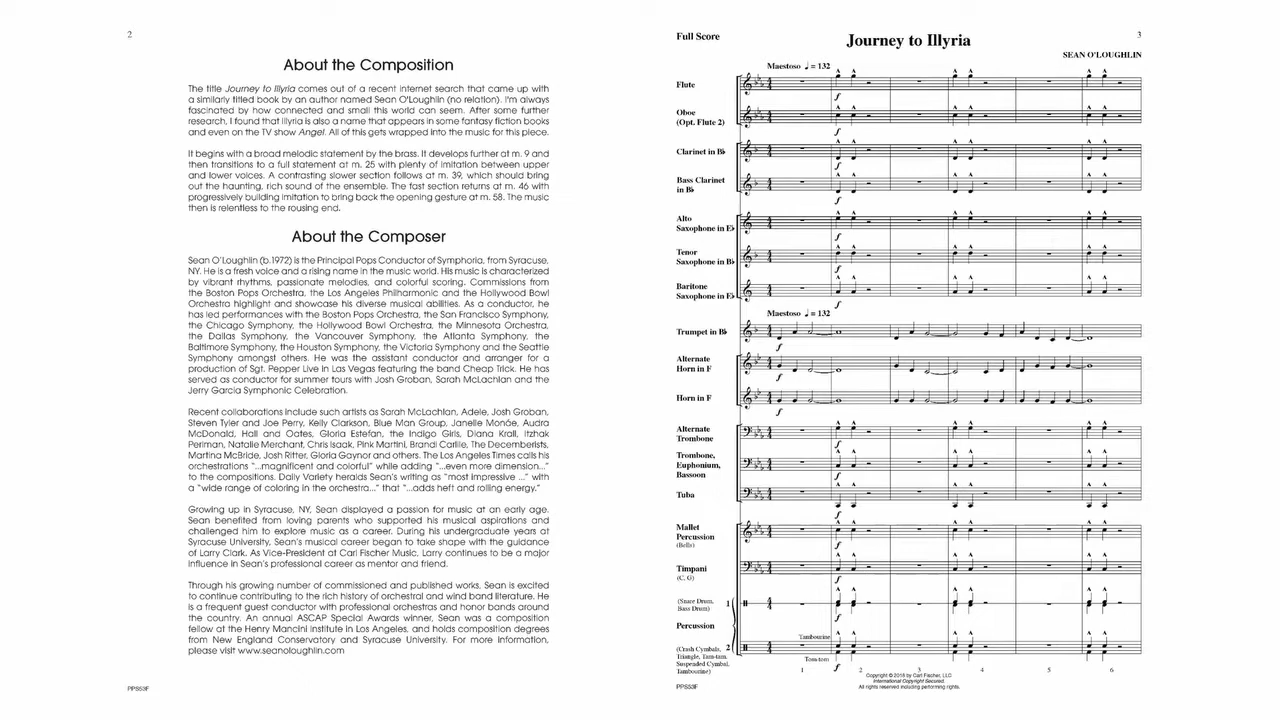 2
About the Composition
The title Journey to Illyria comes out of a recent internet search that came up with
a similarly titled book by an author named Sean O'Loughlin (no relation). I'm always
fascinated by how connected and small this world can seem. After some further
research, I found that Illyria is also a name that appears in some fantasy fiction books
and even on the TV show Angel. All of this gets wrapped into the music for this piece.
It begins with a broad melodic statement by the brass. It develops further at m. 9 and
then transitions to a full statement at m. 25 with plenty of imitation between upper
and lower voices. A contrasting slower section follows at m. 39, which should bring
out the haunting, rich sound of the ensemble. The fast section returns at m. 46 with
progressively building imitation to bring back the opening gesture at m. 58. The music
then is relentless to the rousing end.
About the Composer
Sean O'Loughlin (b.1972) is the Principal Pops Conductor of Symphoria, from Syracuse,
NY. He is a fresh voice and a rising name in the music world. His music is characterized
by vibrant rhythms, passionate melodies, and colorful scoring. Commissions from
the Boston Pops Orchestra, the Los Angeles Philharmonic and the Hollywood Bowl
Orchestra highlight and showcase his diverse musical abilities. As a conductor, he
has led performances with the Boston Pops Orchestra, the San Francisco Symphony,
the Chicago Symphony, the Hollywood Bowl Orchestra, the Minnesota Orchestra,
the Dallas Symphony, the Vancouver Symphony, the Atlanta Symphony, the
Baltimore Symphony, the Houston Symphony, the Victoria Symphony and the Seattle
Symphony amongst others. He was the assistant conductor and arranger for a
production of Sgt. Pepper Live in Las Vegas featuring the band Cheap Trick. He has
served as conductor for summer tours with Josh Groban, Sarah McLachlan and the
Jerry Garcia Symphonic Celebration.
Recent collaborations include such artists as Sarah McLachlan, Adele, Josh Groban,
Steven Tyler and Joe Perry, Kelly Clarkson, Blue Man Group, Janelle Monáe, Audra
McDonald, Hall and Oates, Gloria Estefan, the Indigo Girls, Diana Krall, Itzhak
Perlman, Natalie Merchant, Chris Isaak, Pink Martini, Brandi Carlile, The Decemberists,
Martina McBride, Josh Ritter, Gloria Gaynor and others. The Los Angeles Times calls his
orchestrations "...magnificent and colorful" while adding "...even more dimension..."
to the compositions. Daily Variety heralds Sean's writing as "most impressive ..." with
a "wide range of coloring in the orchestra..." that "...adds heft and roiling energy."
Growing up in Syracuse, NY, Sean displayed a passion for music at an early age.
Sean benefited from loving parents who supported his musical aspirations and
challenged him to explore music as a career. During his undergraduate years at
Syracuse University, Sean's musical career began to take shape with the guidance
of Larry Clark. As Vice-President at Carl Fischer Music, Larry continues to be a major
influence in Sean's professional career as mentor and friend.
Through his growing number of commissioned and published works, Sean is excited
to continue contributing to the rich history of orchestral and wind band literature. He
is a frequent guest conductor with professional orchestras and honor bands around
the country. An annual ASCAP Special Awards winner, Sean was a composition
fellow at the Henry Mancini Institute in Los Angeles, and holds composition degrees
from New England Conservatory and Syracuse University. For more information,
please visit www.seanoloughlin.com
PPS53F
Full Score
Journey to Illyria
3
SEAN O'LOUGHLIN
Maestoso ♩ = 132
Flute
f
Oboe
(Opt. Flute 2)
f
Clarinet in B♭
f
Bass Clarinet
in B♭
f
Alto
Saxophone in E♭
f
Tenor
Saxophone in B♭
f
Baritone
Saxophone in E♭
f
Maestoso ♩ = 132
Trumpet in B♭
f
Alternate
Horn in F
f
Horn in F
f
Alternate
Trombone
f
Trombone,
Euphonium,
Bassoon
f
Tuba
f
Mallet
Percussion
(Bells)
f
Timpani
(C, G)
f
(Snare Drum,
Bass Drum)
1
f
Percussion
Tambourine
(Crash Cymbals,
Triangle, Tam-tam,
Suspended Cymbal,
Tambourine)
2
Tom-tom
f
1 2 3 4 5 6
Copyright © 2018 by Carl Fischer, LLC
International Copyright Secured.
All rights reserved including performing rights.
PPS53F